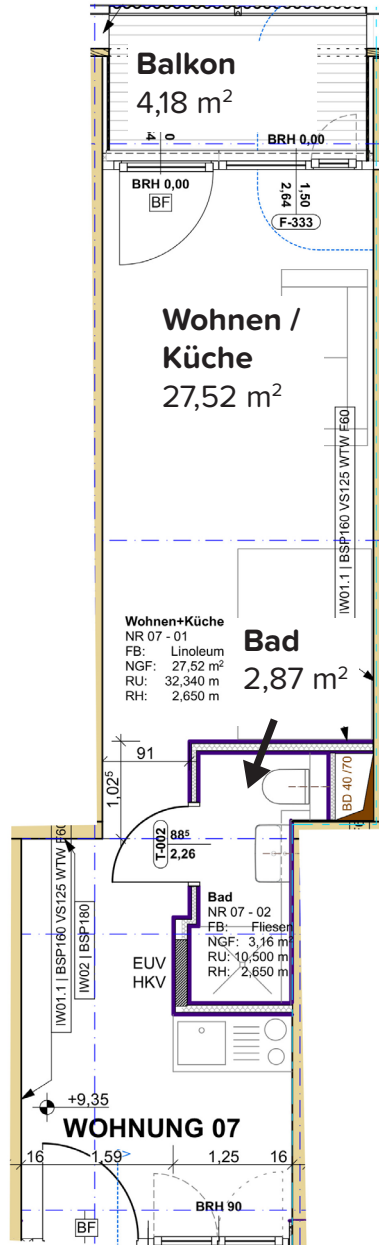 Balkon
4,18 m²
BRH 0,00
BRH 0,00
BF
1,50
2,64
F-333
Wohnen /
Küche
27,52 m²
IW01.1 | BSP160 VS125 WTW F60
Wohnen+Küche
NR 07 - 01
FB: Linoleum
NGF: 27,52 m²
RU: 32,340 m
RH: 2,650 m
Bad
2,87 m²
91
1,02⁵
BD 40 /70
T-002
88⁵
2,26
Bad
NR 07 - 02
FB: Fliesen
NGF: 3,16 m²
RU: 10,500 m
RH: 2,650 m
IW01.1 | BSP160 VS125 WTW F60
IW02 | BSP180
EUV
HKV
+9,35
WOHNUNG 07
16 1,59 1,25 16
BRH 90
BF